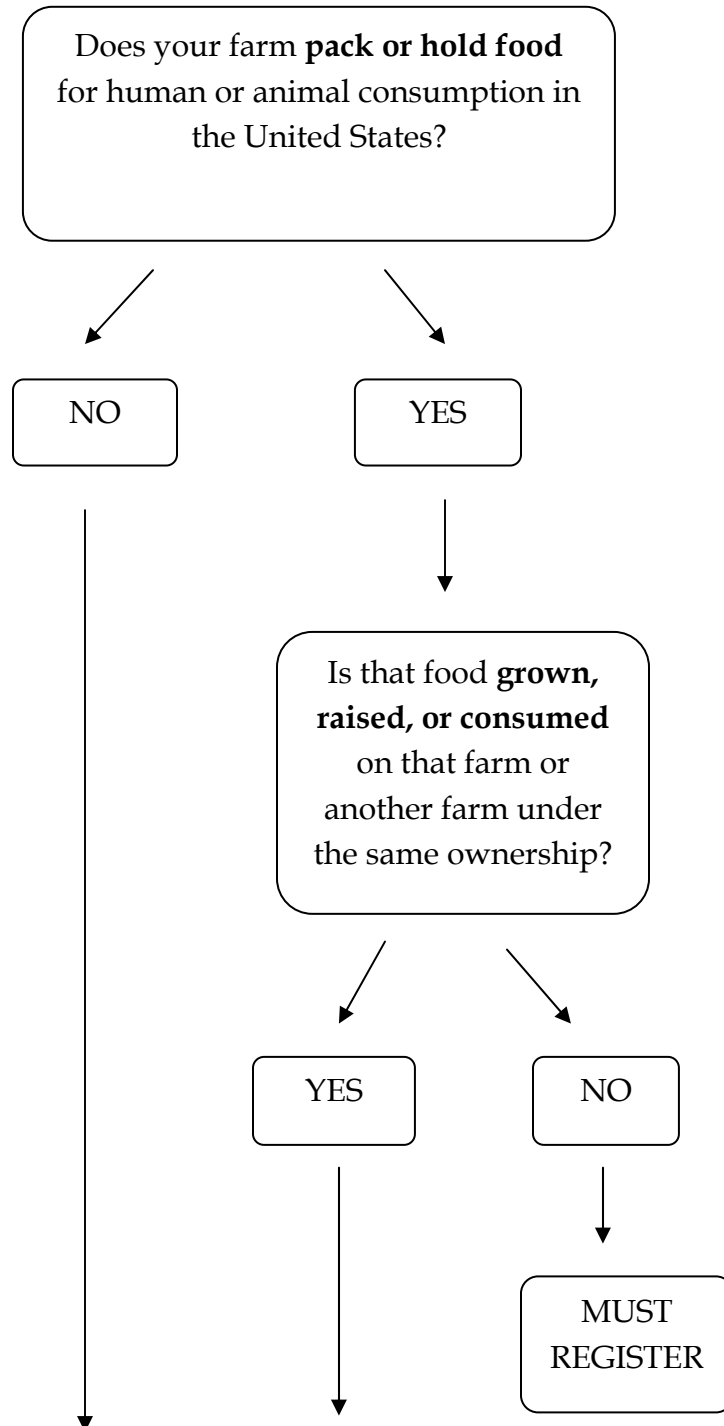 Does your farm pack or hold food
for human or animal consumption in
the United States?
NO
YES
Is that food grown,
raised, or consumed
on that farm or
another farm under
the same ownership?
YES
NO
MUST
REGISTER